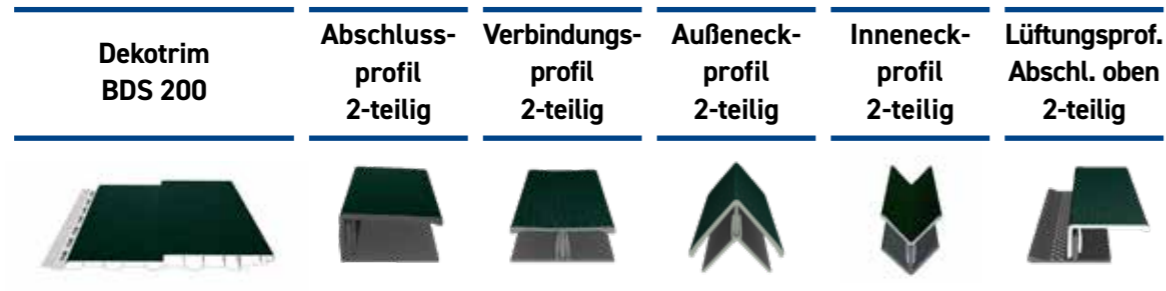 Dekotrim
BDS 200
Abschluss-
profil
2-teilig
Verbindungs-
profil
2-teilig
Außeneck-
profil
2-teilig
Inneneck-
profil
2-teilig
Lüftungsprof.
Abschl. oben
2-teilig